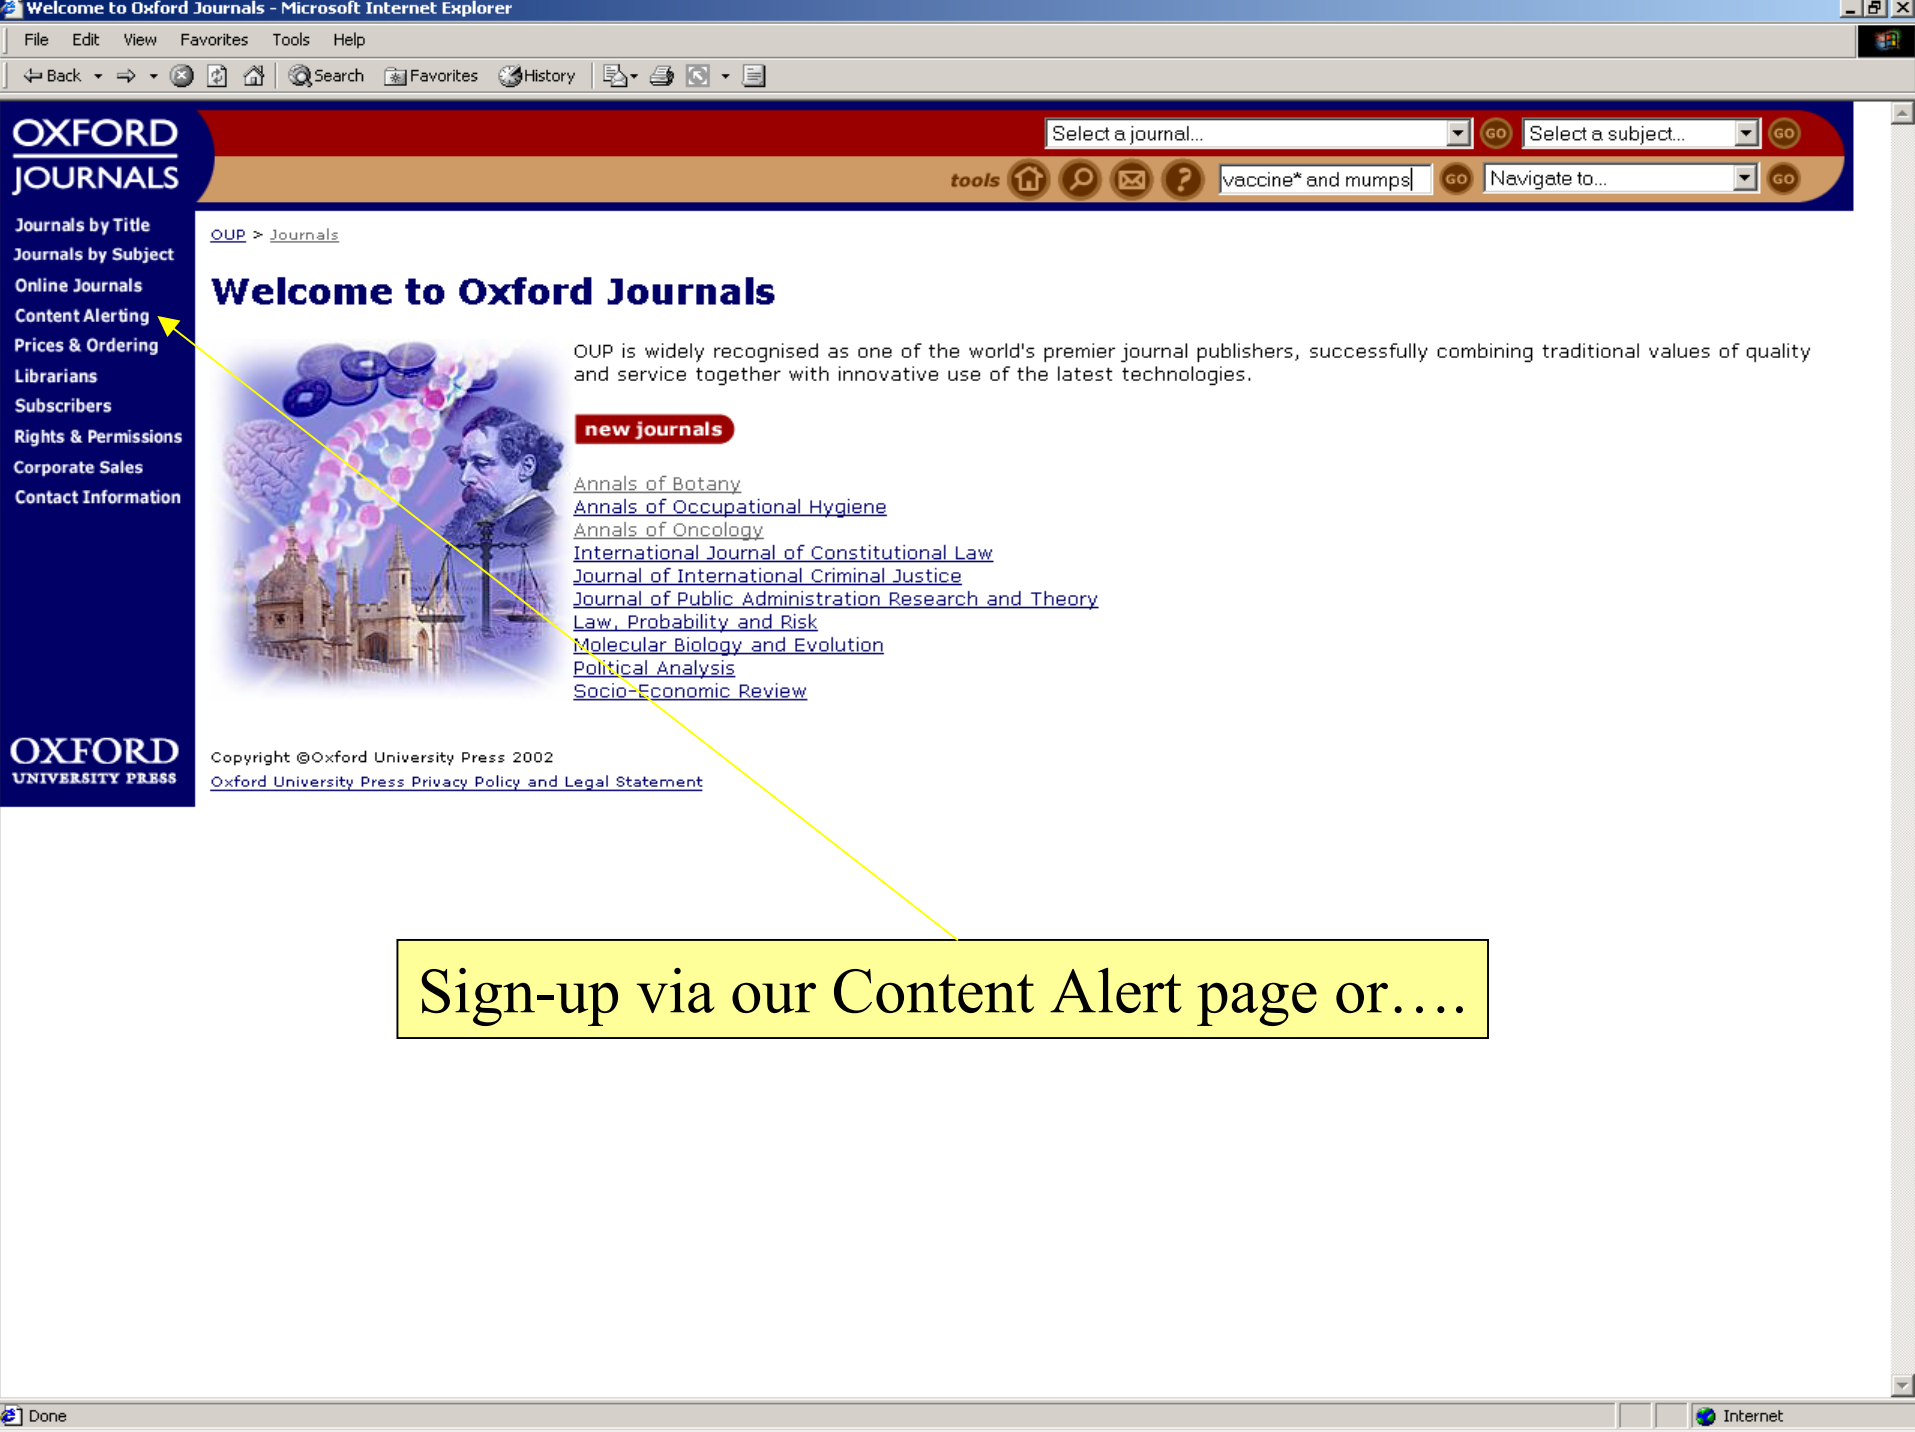 Welcome to Oxford Journals - Microsoft Internet Explorer
File Edit View Favorites Tools Help
Back Search Favorites History
OXFORD
JOURNALS
Select a journal... GO Select a subject... GO
tools ? vaccine* and mumps GO Navigate to... GO
Journals by Title
Journals by Subject
Online Journals
Content Alerting
Prices & Ordering
Librarians
Subscribers
Rights & Permissions
Corporate Sales
Contact Information
OXFORD
UNIVERSITY PRESS
OUP > Journals
Welcome to Oxford Journals
OUP is widely recognised as one of the world's premier journal publishers, successfully combining traditional values of quality
and service together with innovative use of the latest technologies.
new journals
Annals of Botany
Annals of Occupational Hygiene
Annals of Oncology
International Journal of Constitutional Law
Journal of International Criminal Justice
Journal of Public Administration Research and Theory
Law, Probability and Risk
Molecular Biology and Evolution
Political Analysis
Socio-Economic Review
Copyright ©Oxford University Press 2002
Oxford University Press Privacy Policy and Legal Statement
Sign-up via our Content Alert page or….
Done
Internet